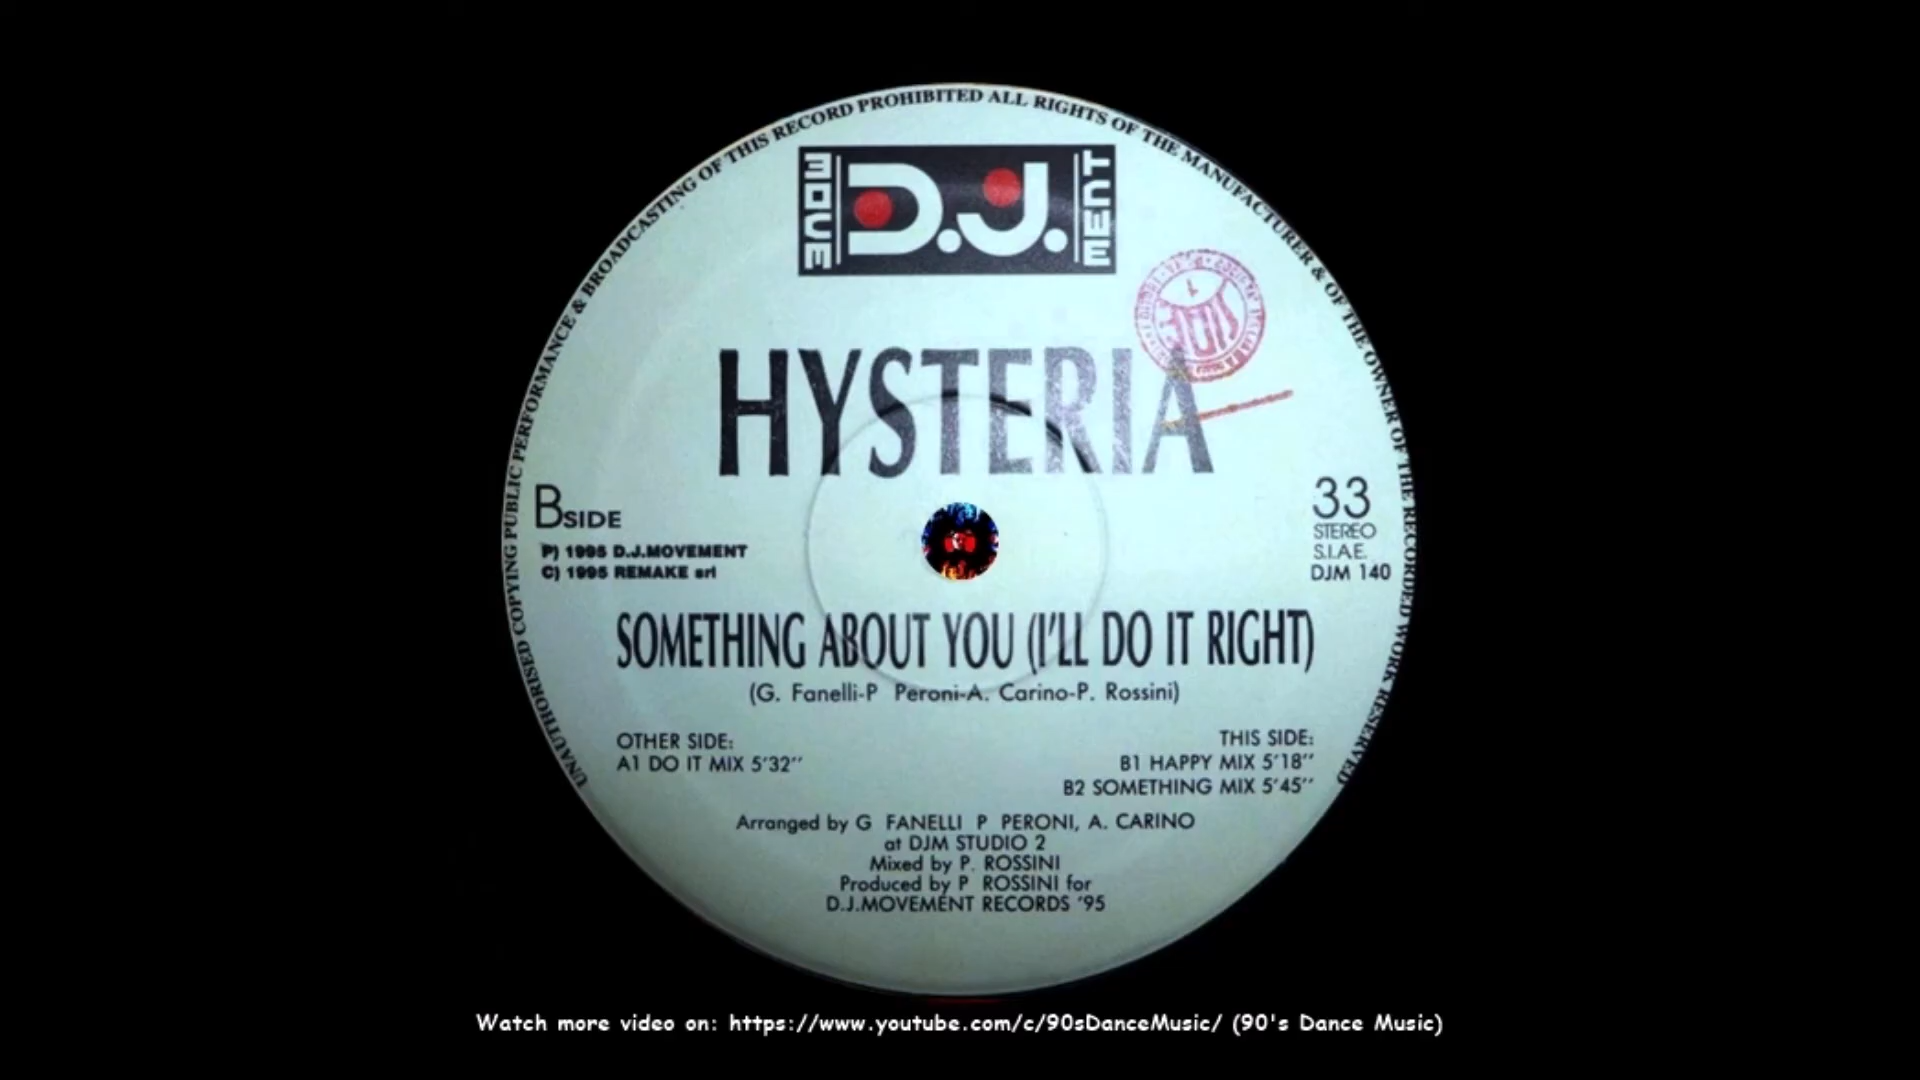 UNAUTHORISED COPYING PUBLIC PERFORMANCE & BROADCASTING OF THIS RECORD PROHIBITED ALL RIGHTS OF THE MANUFACTURER & OF THE OWNER OF THE RECORDED WORK RESERVED
MOVE D.J. MENT
SIDE
1
HYSTERIA
B SIDE
33
STEREO
S.I.A.E.
DJM 140
P) 1995 D.J.MOVEMENT
C) 1995 REMAKE srl
SOMETHING ABOUT YOU (I'LL DO IT RIGHT)
(G. Fanelli-P Peroni-A. Carino-P. Rossini)
OTHER SIDE:
A1 DO IT MIX 5'32''
THIS SIDE:
B1 HAPPY MIX 5'18''
B2 SOMETHING MIX 5'45''
Arranged by G FANELLI P PERONI, A. CARINO
at DJM STUDIO 2
Mixed by P. ROSSINI
Produced by P ROSSINI for
D.J.MOVEMENT RECORDS '95
Watch more video on: https://www.youtube.com/c/90sDanceMusic/ (90's Dance Music)